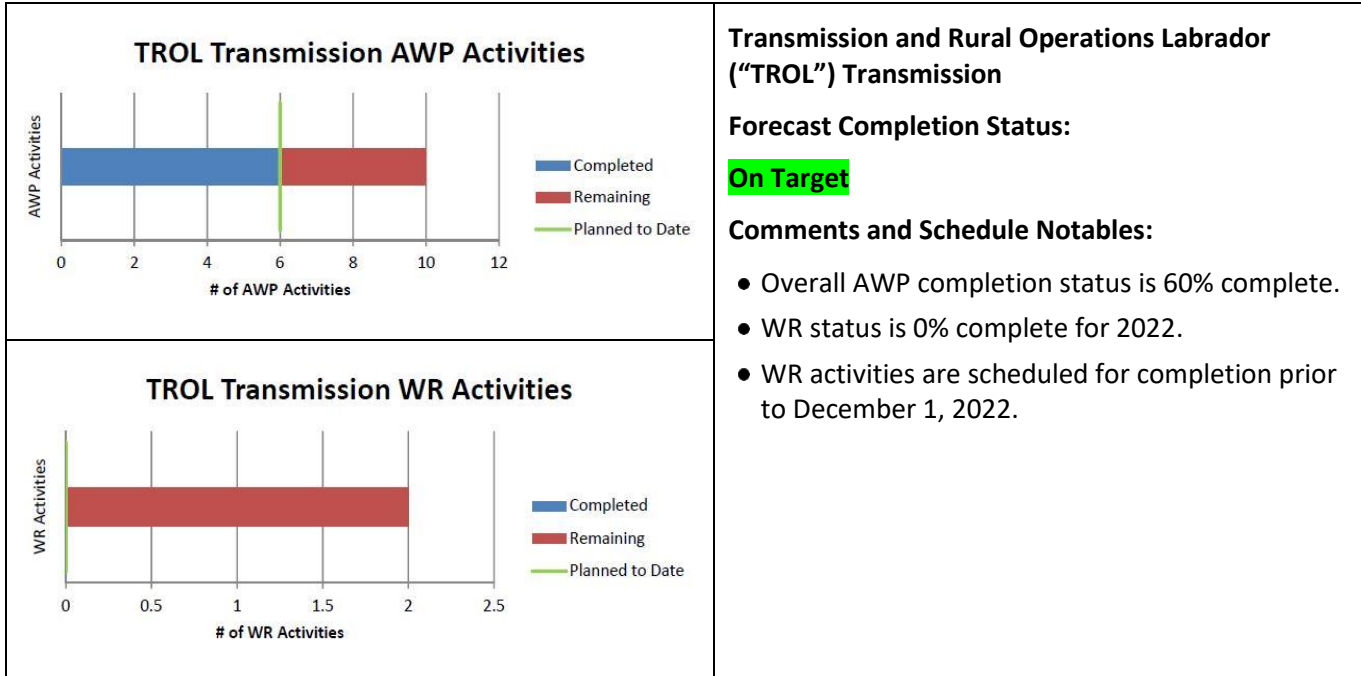 TROL Transmission AWP Activities
AWP Activities
Completed
Remaining
Planned to Date
0 2 4 6 8 10 12
# of AWP Activities
TROL Transmission WR Activities
WR Activities
Completed
Remaining
Planned to Date
0 0.5 1 1.5 2 2.5
# of WR Activities
Transmission and Rural Operations Labrador
(“TROL”) Transmission
Forecast Completion Status:
On Target
Comments and Schedule Notables:
● Overall AWP completion status is 60% complete.
● WR status is 0% complete for 2022.
● WR activities are scheduled for completion prior
to December 1, 2022.